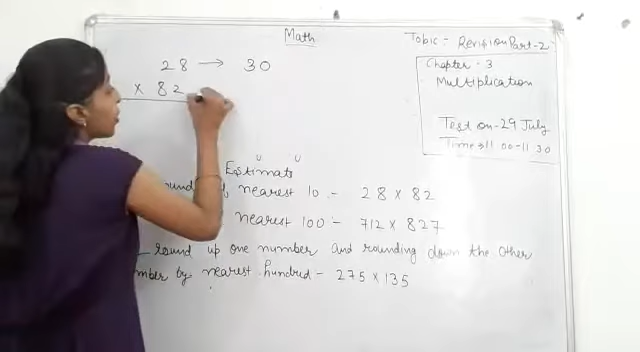 Math
Topic:- Revision Part-2
28 → 30
× 82
Chapter - 3
Multiplication
Test on - 29 July
Time → 11.00 - 11.30
Estimate
nearest 10 - 28 × 82
nearest 100 - 712 × 827
round up one number and rounding down the other
by nearest hundred - 275 × 135